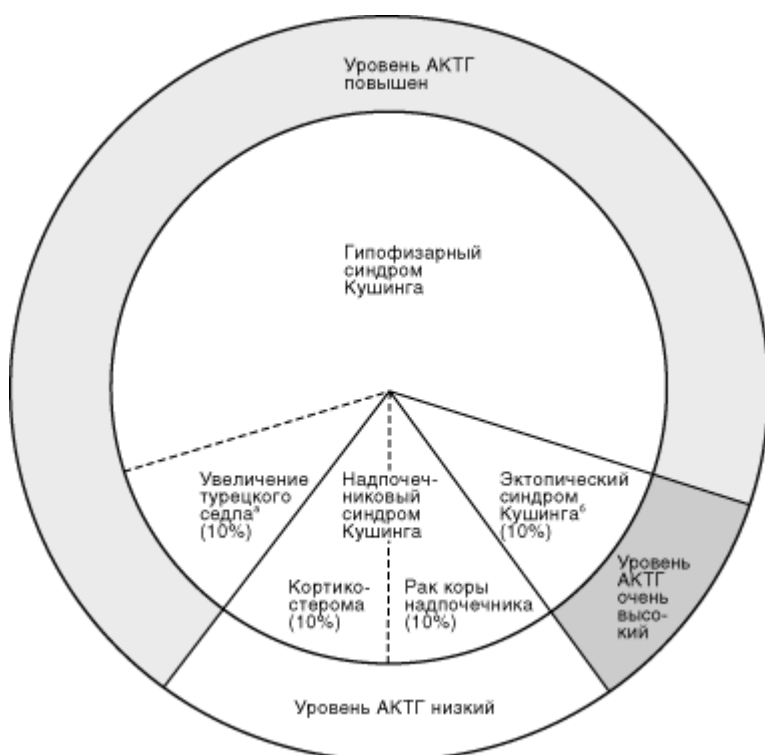 Уровень АКТГ
повышен
Гипофизарный
синдром
Кушинга
Увеличение
турецкого
седлаª
(10%)
Надпочеч-
никовый
синдром
Кушинга
Эктопический
синдром
Кушингаб
(10%)
Уровень
АКТГ
очень
высо-
кий
Кортико-
стерома
(10%)
Рак коры
надпочечника
(10%)
Уровень АКТГ низкий